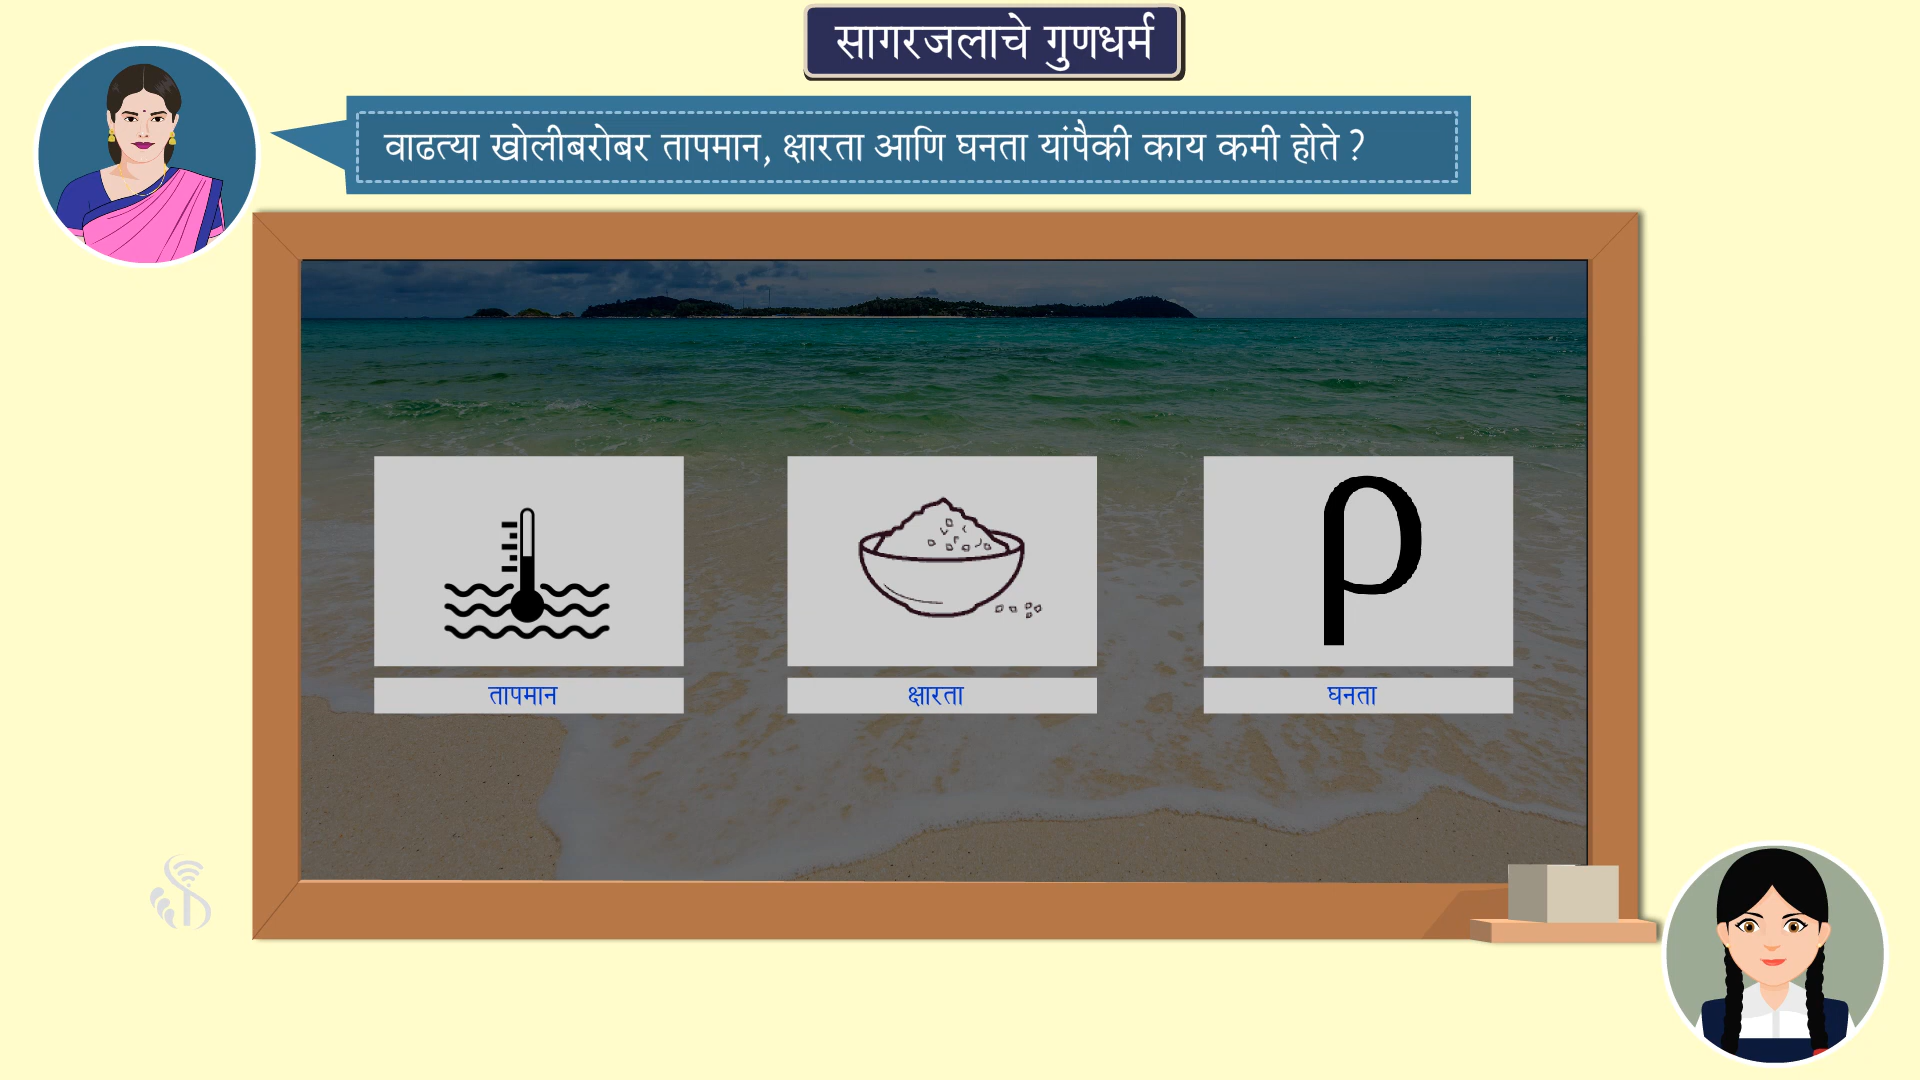 सागरजलाचे गुणधर्म
वाढत्या खोलीबरोबर तापमान, क्षारता आणि घनता यांपैकी काय कमी होते ?
ρ
तापमान
क्षारता
घनता